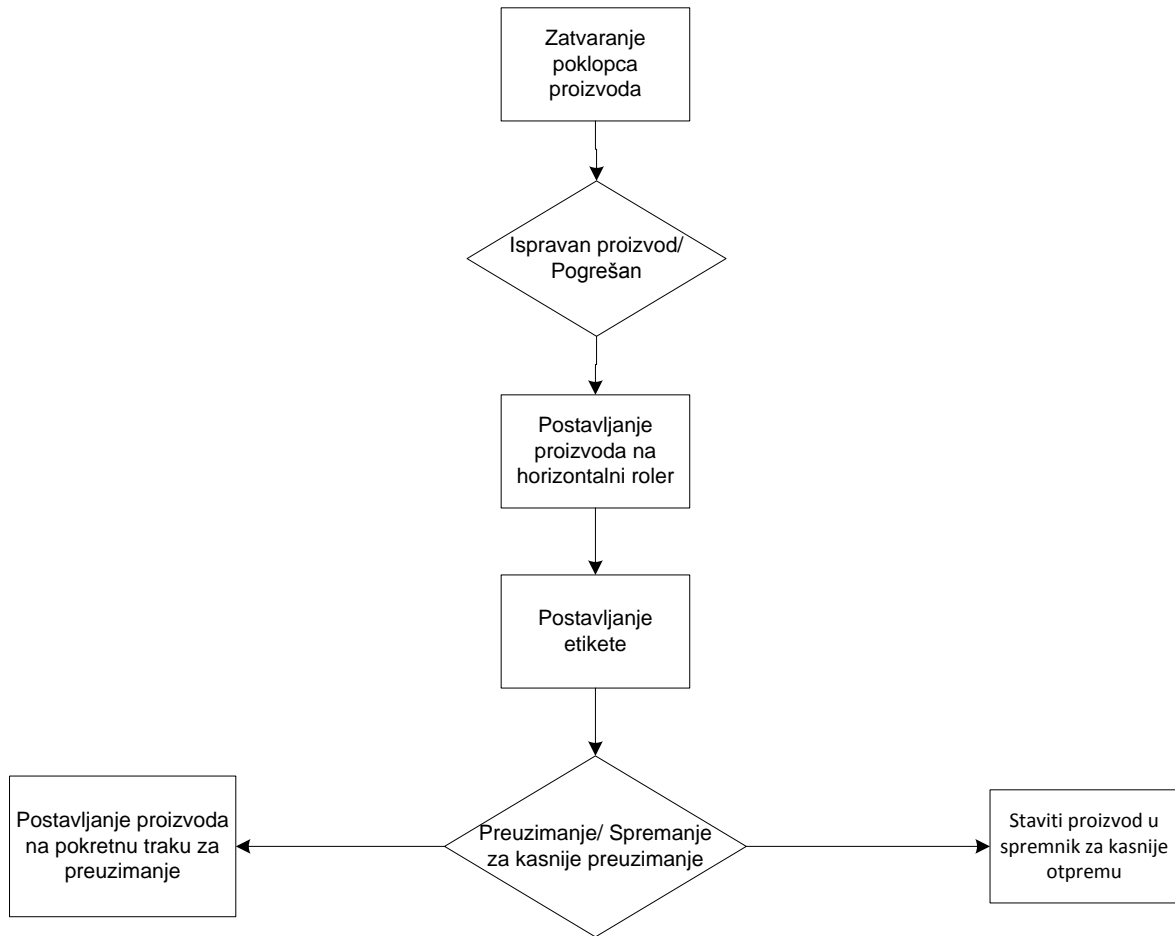 Zatvaranje
poklopca
proizvoda
Ispravan proizvod/
Pogrešan
Postavljanje
proizvoda na
horizontalni roler
Postavljanje
etikete
Postavljanje proizvoda
na pokretnu traku za
preuzimanje
Preuzimanje/ Spremanje
za kasnije preuzimanje
Staviti proizvod u
spremnik za kasnije
otpremu